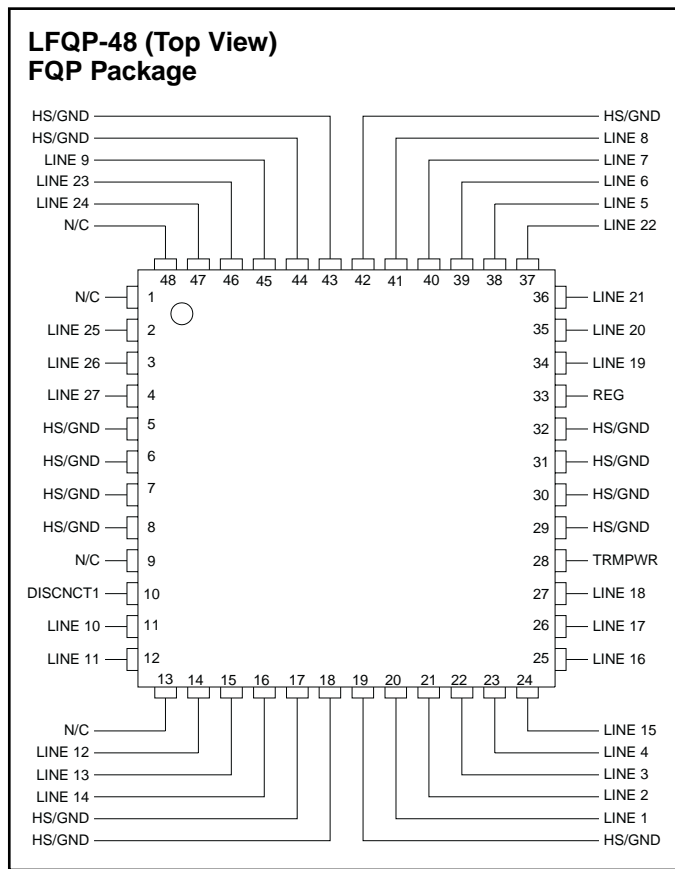 LFQP-48 (Top View)
FQP Package
HS/GND HS/GND
HS/GND LINE 8
LINE 9 LINE 7
LINE 23 LINE 6
LINE 24 LINE 5
N/C LINE 22
48 47 46 45 44 43 42 41 40 39 38 37
N/C 1 36 LINE 21
LINE 25 2 35 LINE 20
LINE 26 3 34 LINE 19
LINE 27 4 33 REG
HS/GND 5 32 HS/GND
HS/GND 6 31 HS/GND
HS/GND 7 30 HS/GND
HS/GND 8 29 HS/GND
N/C 9 28 TRMPWR
DISCNCT1 10 27 LINE 18
LINE 10 11 26 LINE 17
LINE 11 12 25 LINE 16
13 14 15 16 17 18 19 20 21 22 23 24
N/C LINE 15
LINE 12 LINE 4
LINE 13 LINE 3
LINE 14 LINE 2
HS/GND LINE 1
HS/GND HS/GND